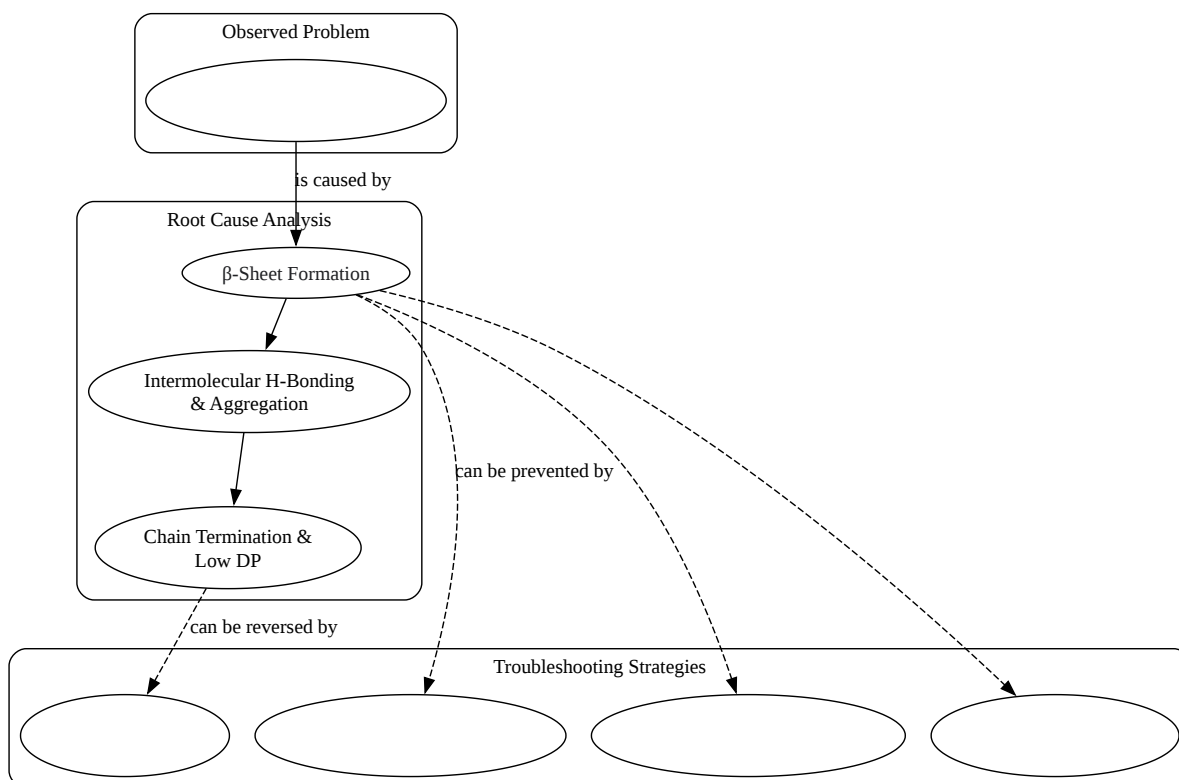 Observed Problem
is caused by
Root Cause Analysis
β-Sheet Formation
Intermolecular H-Bonding
& Aggregation
can be prevented by
Chain Termination &
Low DP
can be reversed by
Troubleshooting Strategies